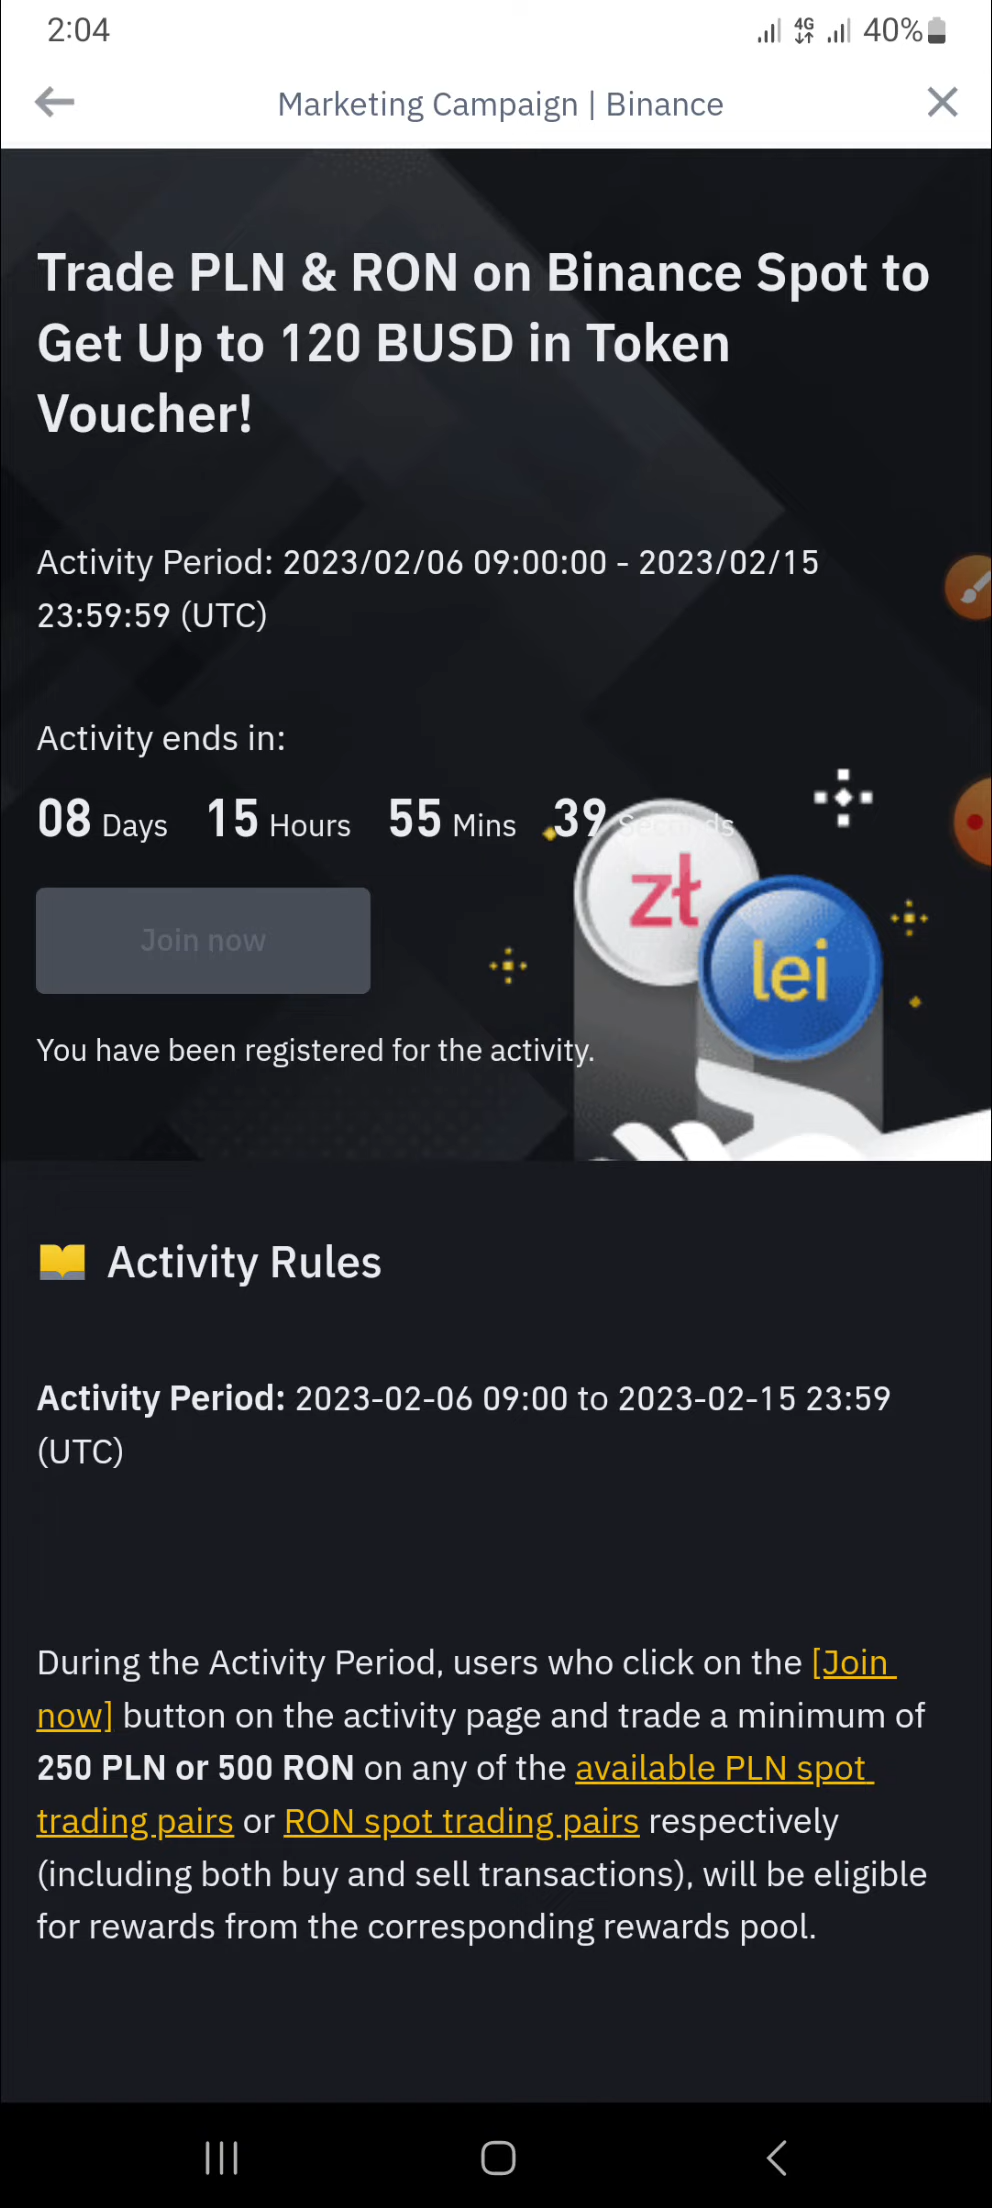 2:04
4G
40%
Marketing Campaign | Binance
Trade PLN & RON on Binance Spot to
Get Up to 120 BUSD in Token
Voucher!
Activity Period: 2023/02/06 09:00:00 - 2023/02/15
23:59:59 (UTC)
Activity ends in:
08 Days 15 Hours 55 Mins 39 Seconds
zł
lei
Join now
You have been registered for the activity.
Activity Rules
Activity Period: 2023-02-06 09:00 to 2023-02-15 23:59
(UTC)
During the Activity Period, users who click on the [Join
now] button on the activity page and trade a minimum of
250 PLN or 500 RON on any of the available PLN spot
trading pairs or RON spot trading pairs respectively
(including both buy and sell transactions), will be eligible
for rewards from the corresponding rewards pool.